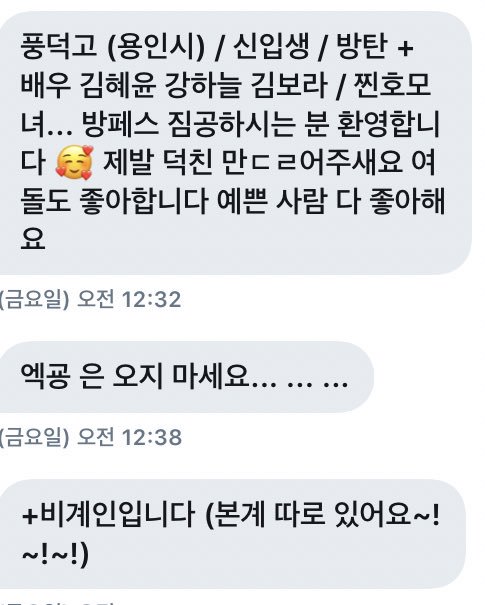 풍덕고 (용인시) / 신입생 / 방탄 +
배우 김혜윤 강하늘 김보라 / 찐호모
녀... 방페스 짐공하시는 분 환영합니
다 🥰 제발 덕친 만ㄷㄹ어주새요 여
돌도 좋아합니다 예쁜 사람 다 좋아해
요
(금요일) 오전 12:32
엑굥 은 오지 마세요... ... ...
(금요일) 오전 12:38
+비계인입니다 (본계 따로 있어요~!
~!~!)